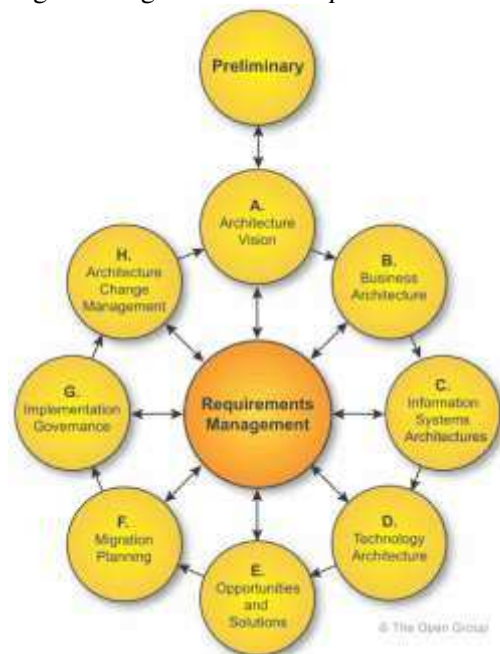 Preliminary
A.
Architecture
Vision
B.
Business
Architecture
C.
Information
Systems
Architectures
D.
Technology
Architecture
E.
Opportunities
and
Solutions
F.
Migration
Planning
G.
Implementation
Governance
H.
Architecture
Change
Management
Requirements
Management
© The Open Group